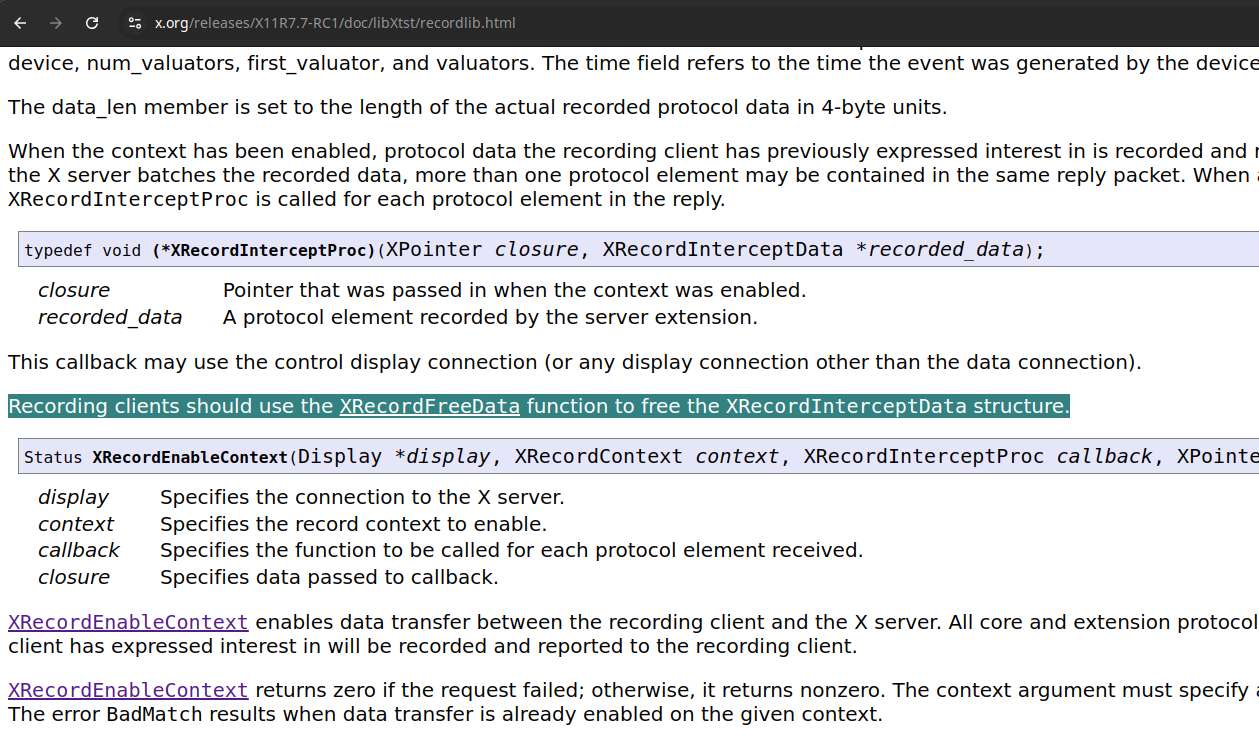 x.org/releases/X11R7.7-RC1/doc/libXtst/recordlib.html
device, num_valuators, first_valuator, and valuators. The time field refers to the time the event was generated by the device
The data_len member is set to the length of the actual recorded protocol data in 4-byte units.
When the context has been enabled, protocol data the recording client has previously expressed interest in is recorded and
the X server batches the recorded data, more than one protocol element may be contained in the same reply packet. When
XRecordInterceptProc is called for each protocol element in the reply.
typedef void (*XRecordInterceptProc)(XPointer closure, XRecordInterceptData *recorded_data);
closure Pointer that was passed in when the context was enabled.
recorded_data A protocol element recorded by the server extension.
This callback may use the control display connection (or any display connection other than the data connection).
Recording clients should use the XRecordFreeData function to free the XRecordInterceptData structure.
Status XRecordEnableContext(Display *display, XRecordContext context, XRecordInterceptProc callback, XPointe
display Specifies the connection to the X server.
context Specifies the record context to enable.
callback Specifies the function to be called for each protocol element received.
closure Specifies data passed to callback.
XRecordEnableContext enables data transfer between the recording client and the X server. All core and extension protocol
client has expressed interest in will be recorded and reported to the recording client.
XRecordEnableContext returns zero if the request failed; otherwise, it returns nonzero. The context argument must specify
The error BadMatch results when data transfer is already enabled on the given context.